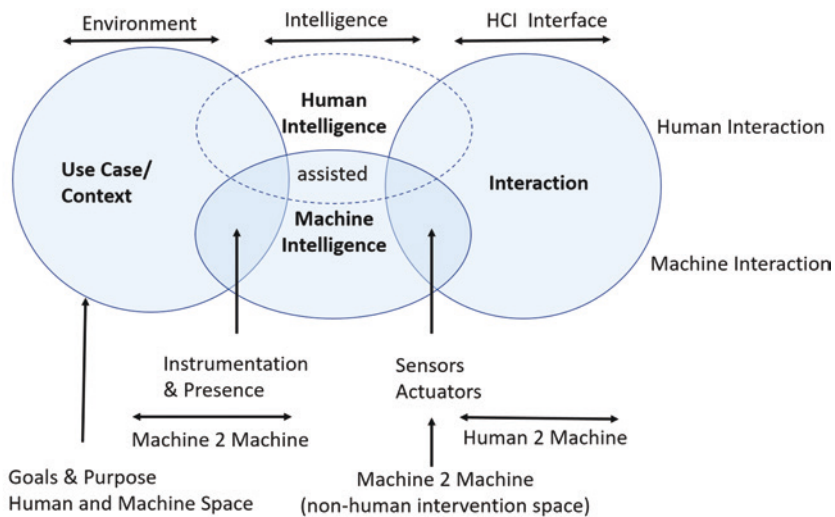 Environment
Intelligence
HCI Interface
Human
Intelligence
Human Interaction
Use Case/
Context
assisted
Interaction
Machine
Intelligence
Machine Interaction
Instrumentation
& Presence
Sensors
Actuators
Machine 2 Machine
Human 2 Machine
Goals & Purpose
Human and Machine Space
Machine 2 Machine
(non-human intervention space)